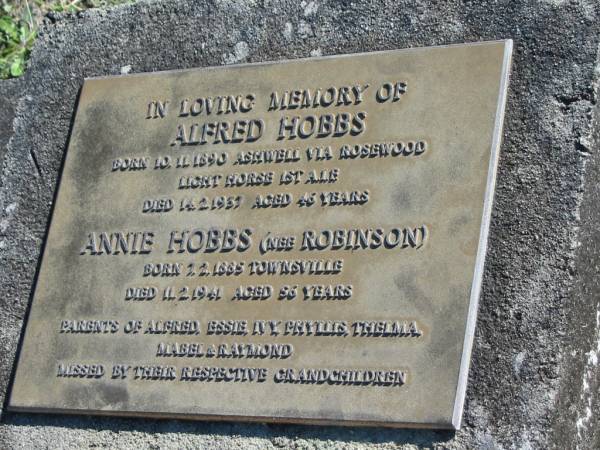 IN LOVING MEMORY OF
ALFRED HOBBS
BORN 10.11.1890 ASHWELL VIA ROSEWOOD
LIGHT HORSE 1ST A.I.F
DIED 14.2.1937 AGED 46 YEARS
ANNIE HOBBS (NEE ROBINSON)
BORN 7.2.1885 TOWNSVILLE
DIED 11.2.1941 AGED 56 YEARS
PARENTS OF ALFRED, ESSIE, IVY, PHYLLIS, THELMA,
MABEL & RAYMOND
MISSED BY THEIR RESPECTIVE GRANDCHILDREN